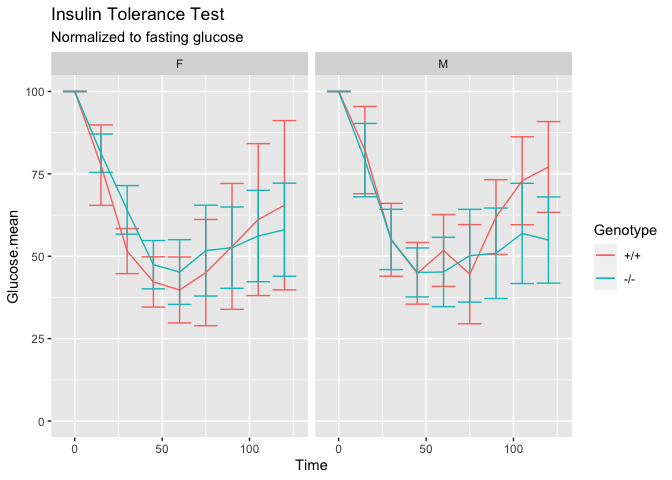 Insulin Tolerance Test
Normalized to fasting glucose
F
M
100
75
50
25
0
Glucose.mean
0
50
100
0
50
100
Time
Genotype
+/+
-/-